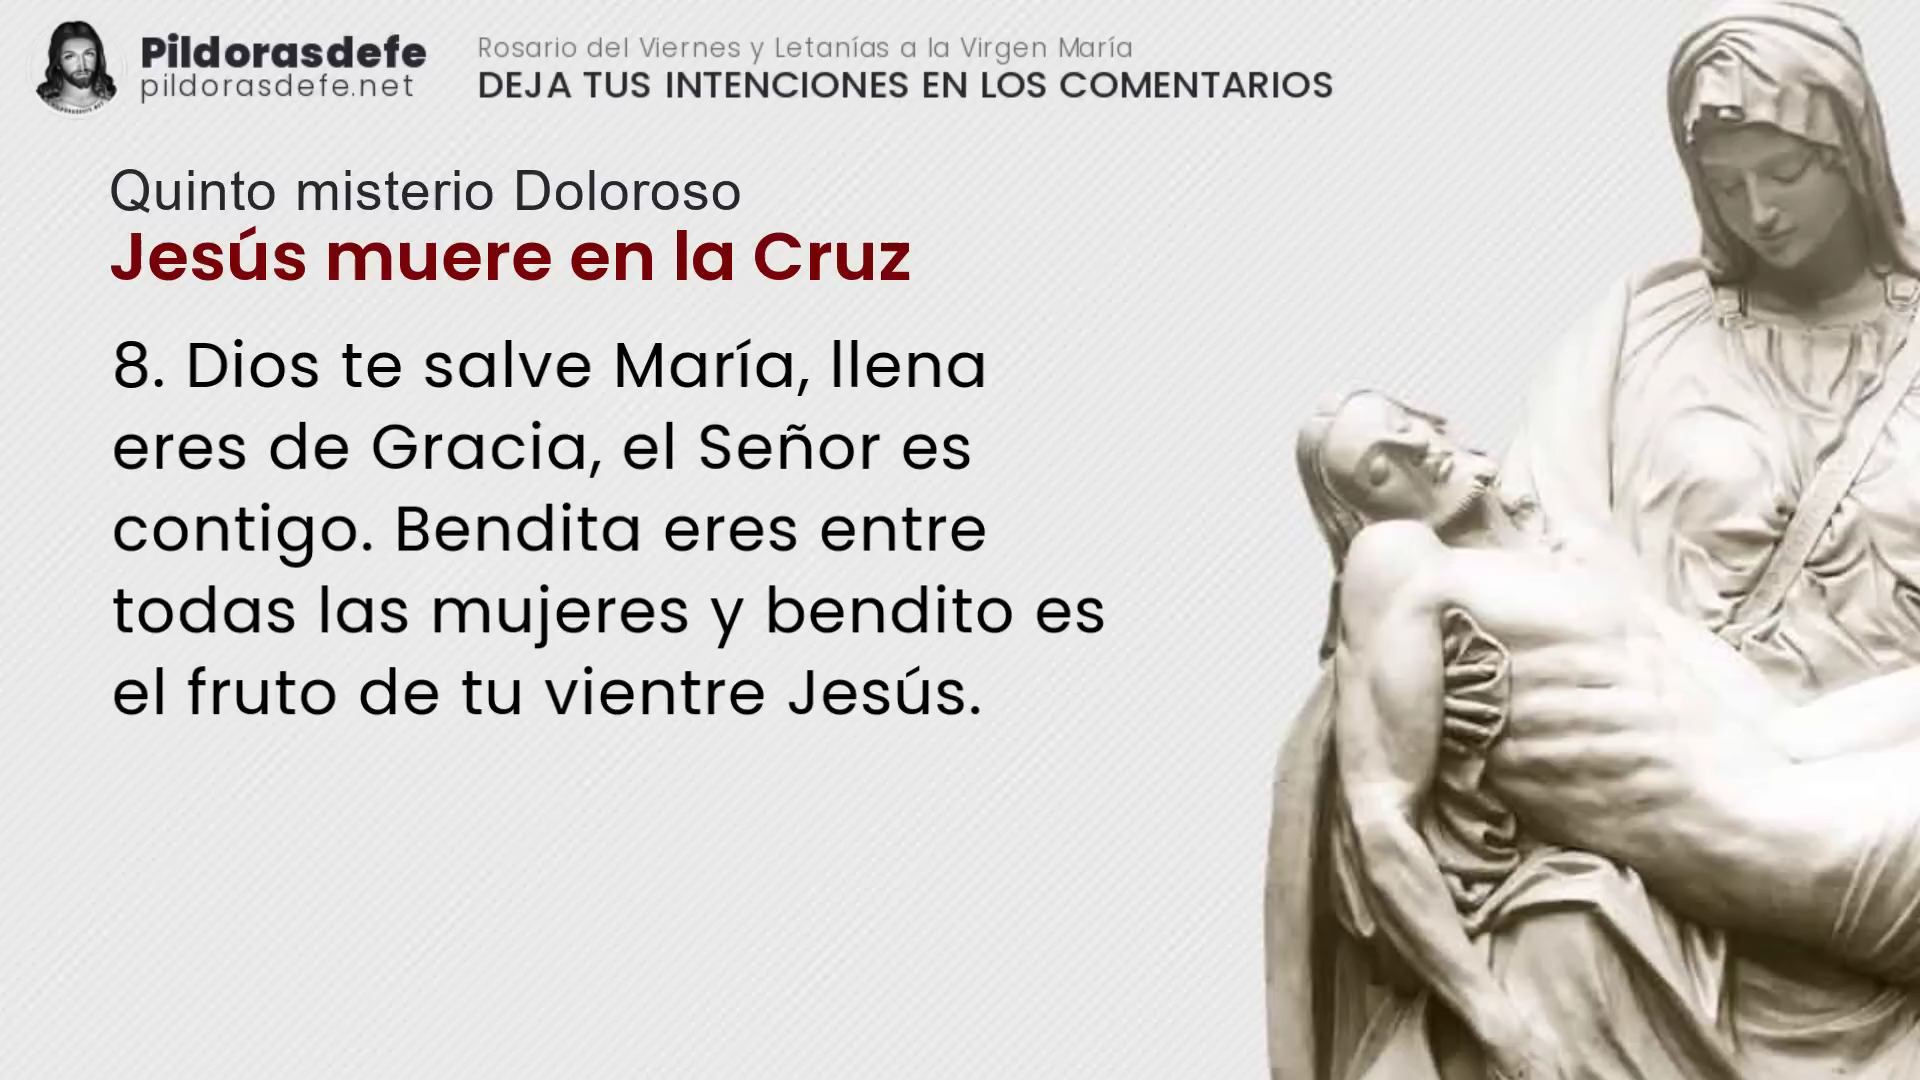 Pildorasdefe
pildorasdefe.net
Rosario del Viernes y Letanías a la Virgen María
DEJA TUS INTENCIONES EN LOS COMENTARIOS
Quinto misterio Doloroso
Jesús muere en la Cruz
8. Dios te salve María, llena
eres de Gracia, el Señor es
contigo. Bendita eres entre
todas las mujeres y bendito es
el fruto de tu vientre Jesús.